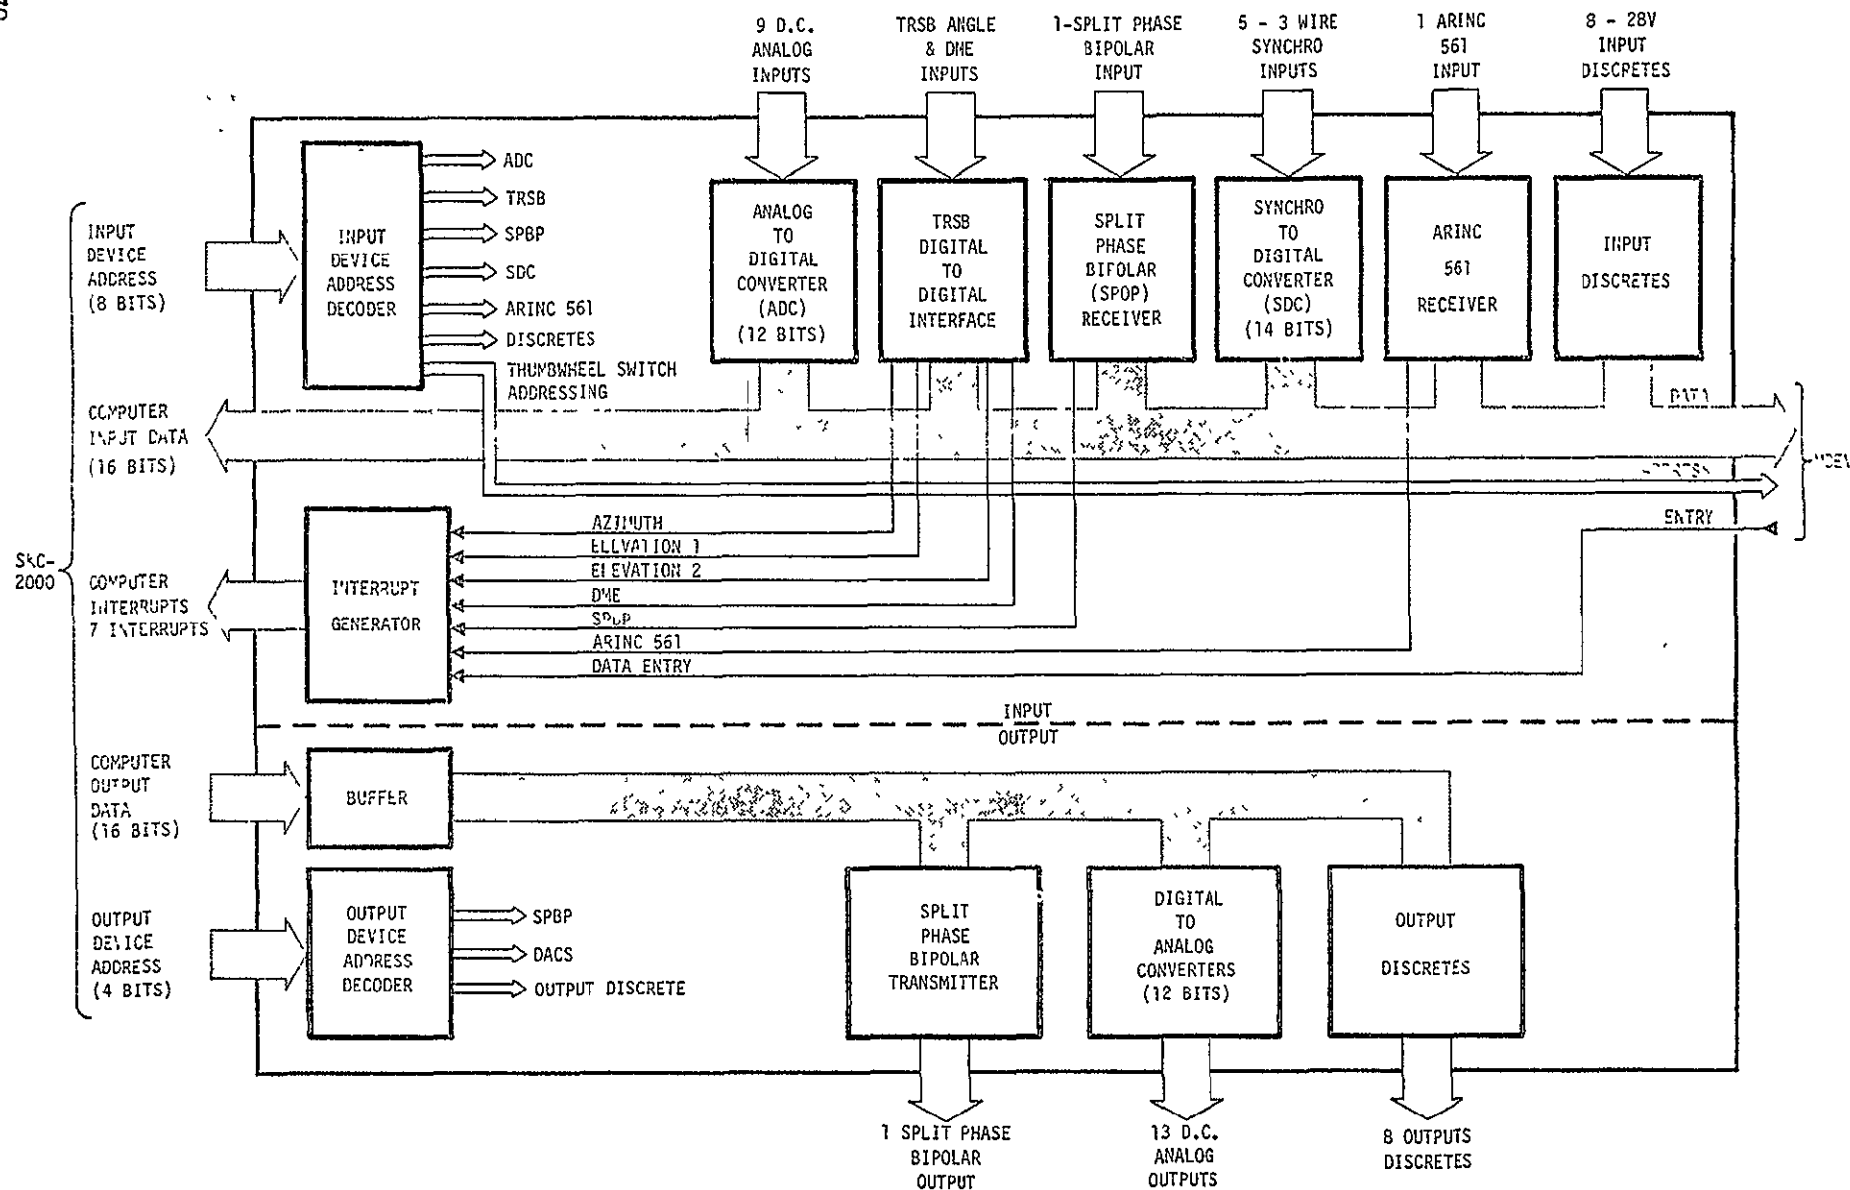 9 D.C.
ANALOG
INPUTS
TRSB ANGLE
& DME
INPUTS
1-SPLIT PHASE
BIPOLAR
INPUT
5 - 3 WIRE
SYNCHRO
INPUTS
1 ARINC
561
INPUT
8 - 28V
INPUT
DISCRETES
INPUT
DEVICE
ADDRESS
(8 BITS)
INPUT
DEVICE
ADDRESS
DECODER
ADC
TRSB
SPBP
SDC
ARINC 561
DISCRETES
THUMBWHEEL SWITCH
ADDRESSING
ANALOG
TO
DIGITAL
CONVERTER
(ADC)
(12 BITS)
TRSB
DIGITAL
TO
DIGITAL
INTERFACE
SPLIT
PHASE
BIFOLAR
(SPOP)
RECEIVER
SYNCHRO
TO
DIGITAL
CONVERTER
(SDC)
(14 BITS)
ARINC
561
RECEIVER
INPUT
DISCRETES
COMPUTER
INPUT DATA
(16 BITS)
DATA
ENTRY
SKC-
2000
COMPUTER
INTERRUPTS
7 INTERRUPTS
INTERRUPT
GENERATOR
AZIMUTH
ELEVATION 1
ELEVATION 2
DME
ARINC 561
DATA ENTRY
INPUT
OUTPUT
COMPUTER
OUTPUT
DATA
(16 BITS)
BUFFER
OUTPUT
DEVICE
ADDRESS
(4 BITS)
OUTPUT
DEVICE
ADDRESS
DECODER
SPBP
DACS
OUTPUT DISCRETE
SPLIT
PHASE
BIPOLAR
TRANSMITTER
DIGITAL
TO
ANALOG
CONVERTERS
(12 BITS)
OUTPUT
DISCRETES
1 SPLIT PHASE
BIPOLAR
OUTPUT
13 D.C.
ANALOG
OUTPUTS
8 OUTPUTS
DISCRETES